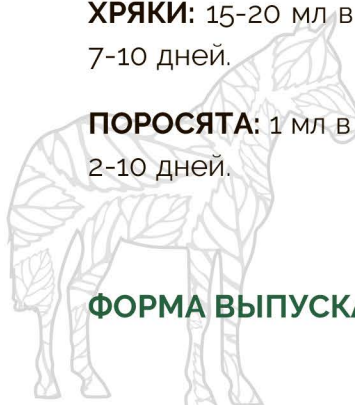 ХРЯКИ: 15-20 мл в
7-10 дней.
ПОРОСЯТА: 1 мл в
2-10 дней.
ФОРМА ВЫПУСКА